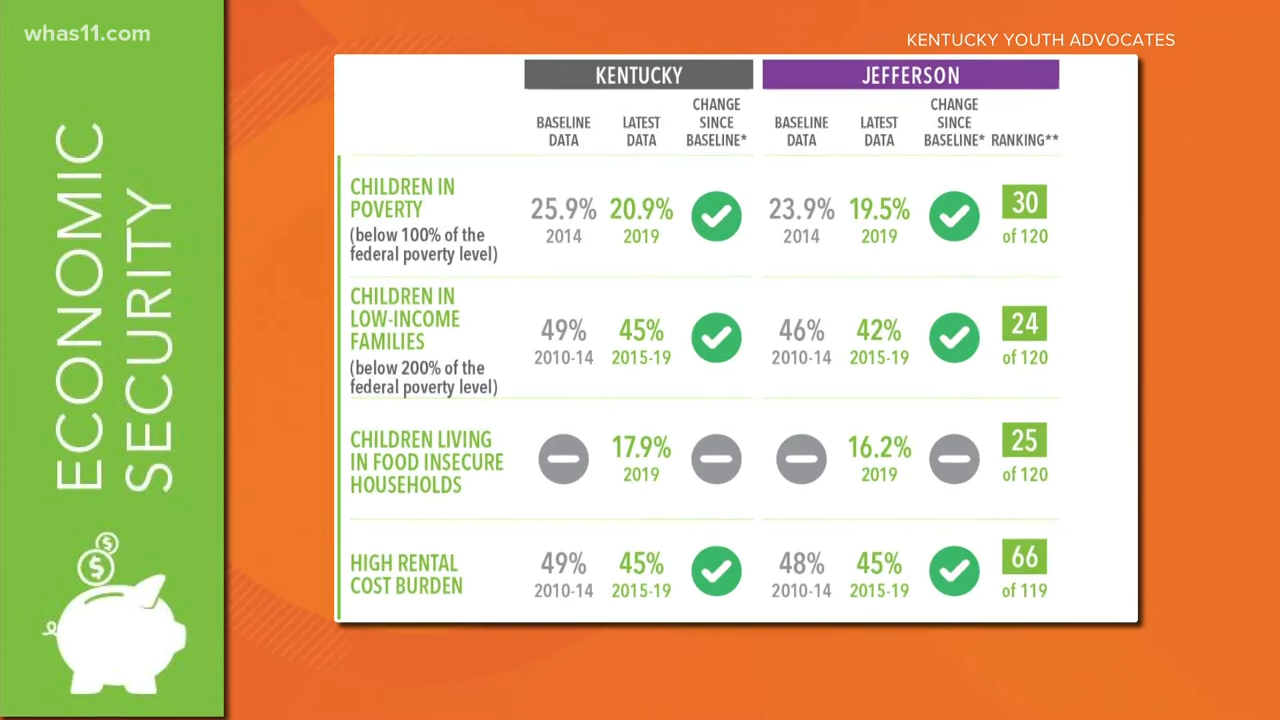 whas11.com
KENTUCKY YOUTH ADVOCATES
ECONOMIC
SECURITY
$
$
KENTUCKY
JEFFERSON
BASELINE DATA
LATEST DATA
CHANGE SINCE BASELINE*
BASELINE DATA
LATEST DATA
CHANGE SINCE BASELINE*
RANKING**
CHILDREN IN
POVERTY
(below 100% of the
federal poverty level)
25.9% 20.9% 23.9% 19.5% 30
2014 2019 2014 2019 of 120
CHILDREN IN
LOW-INCOME
FAMILIES
(below 200% of the
federal poverty level)
49% 45% 46% 42% 24
2010-14 2015-19 2010-14 2015-19 of 120
CHILDREN LIVING
IN FOOD INSECURE
HOUSEHOLDS
17.9% 16.2% 25
2019 2019 of 120
HIGH RENTAL
COST BURDEN
49% 45% 48% 45% 66
2010-14 2015-19 2010-14 2015-19 of 119